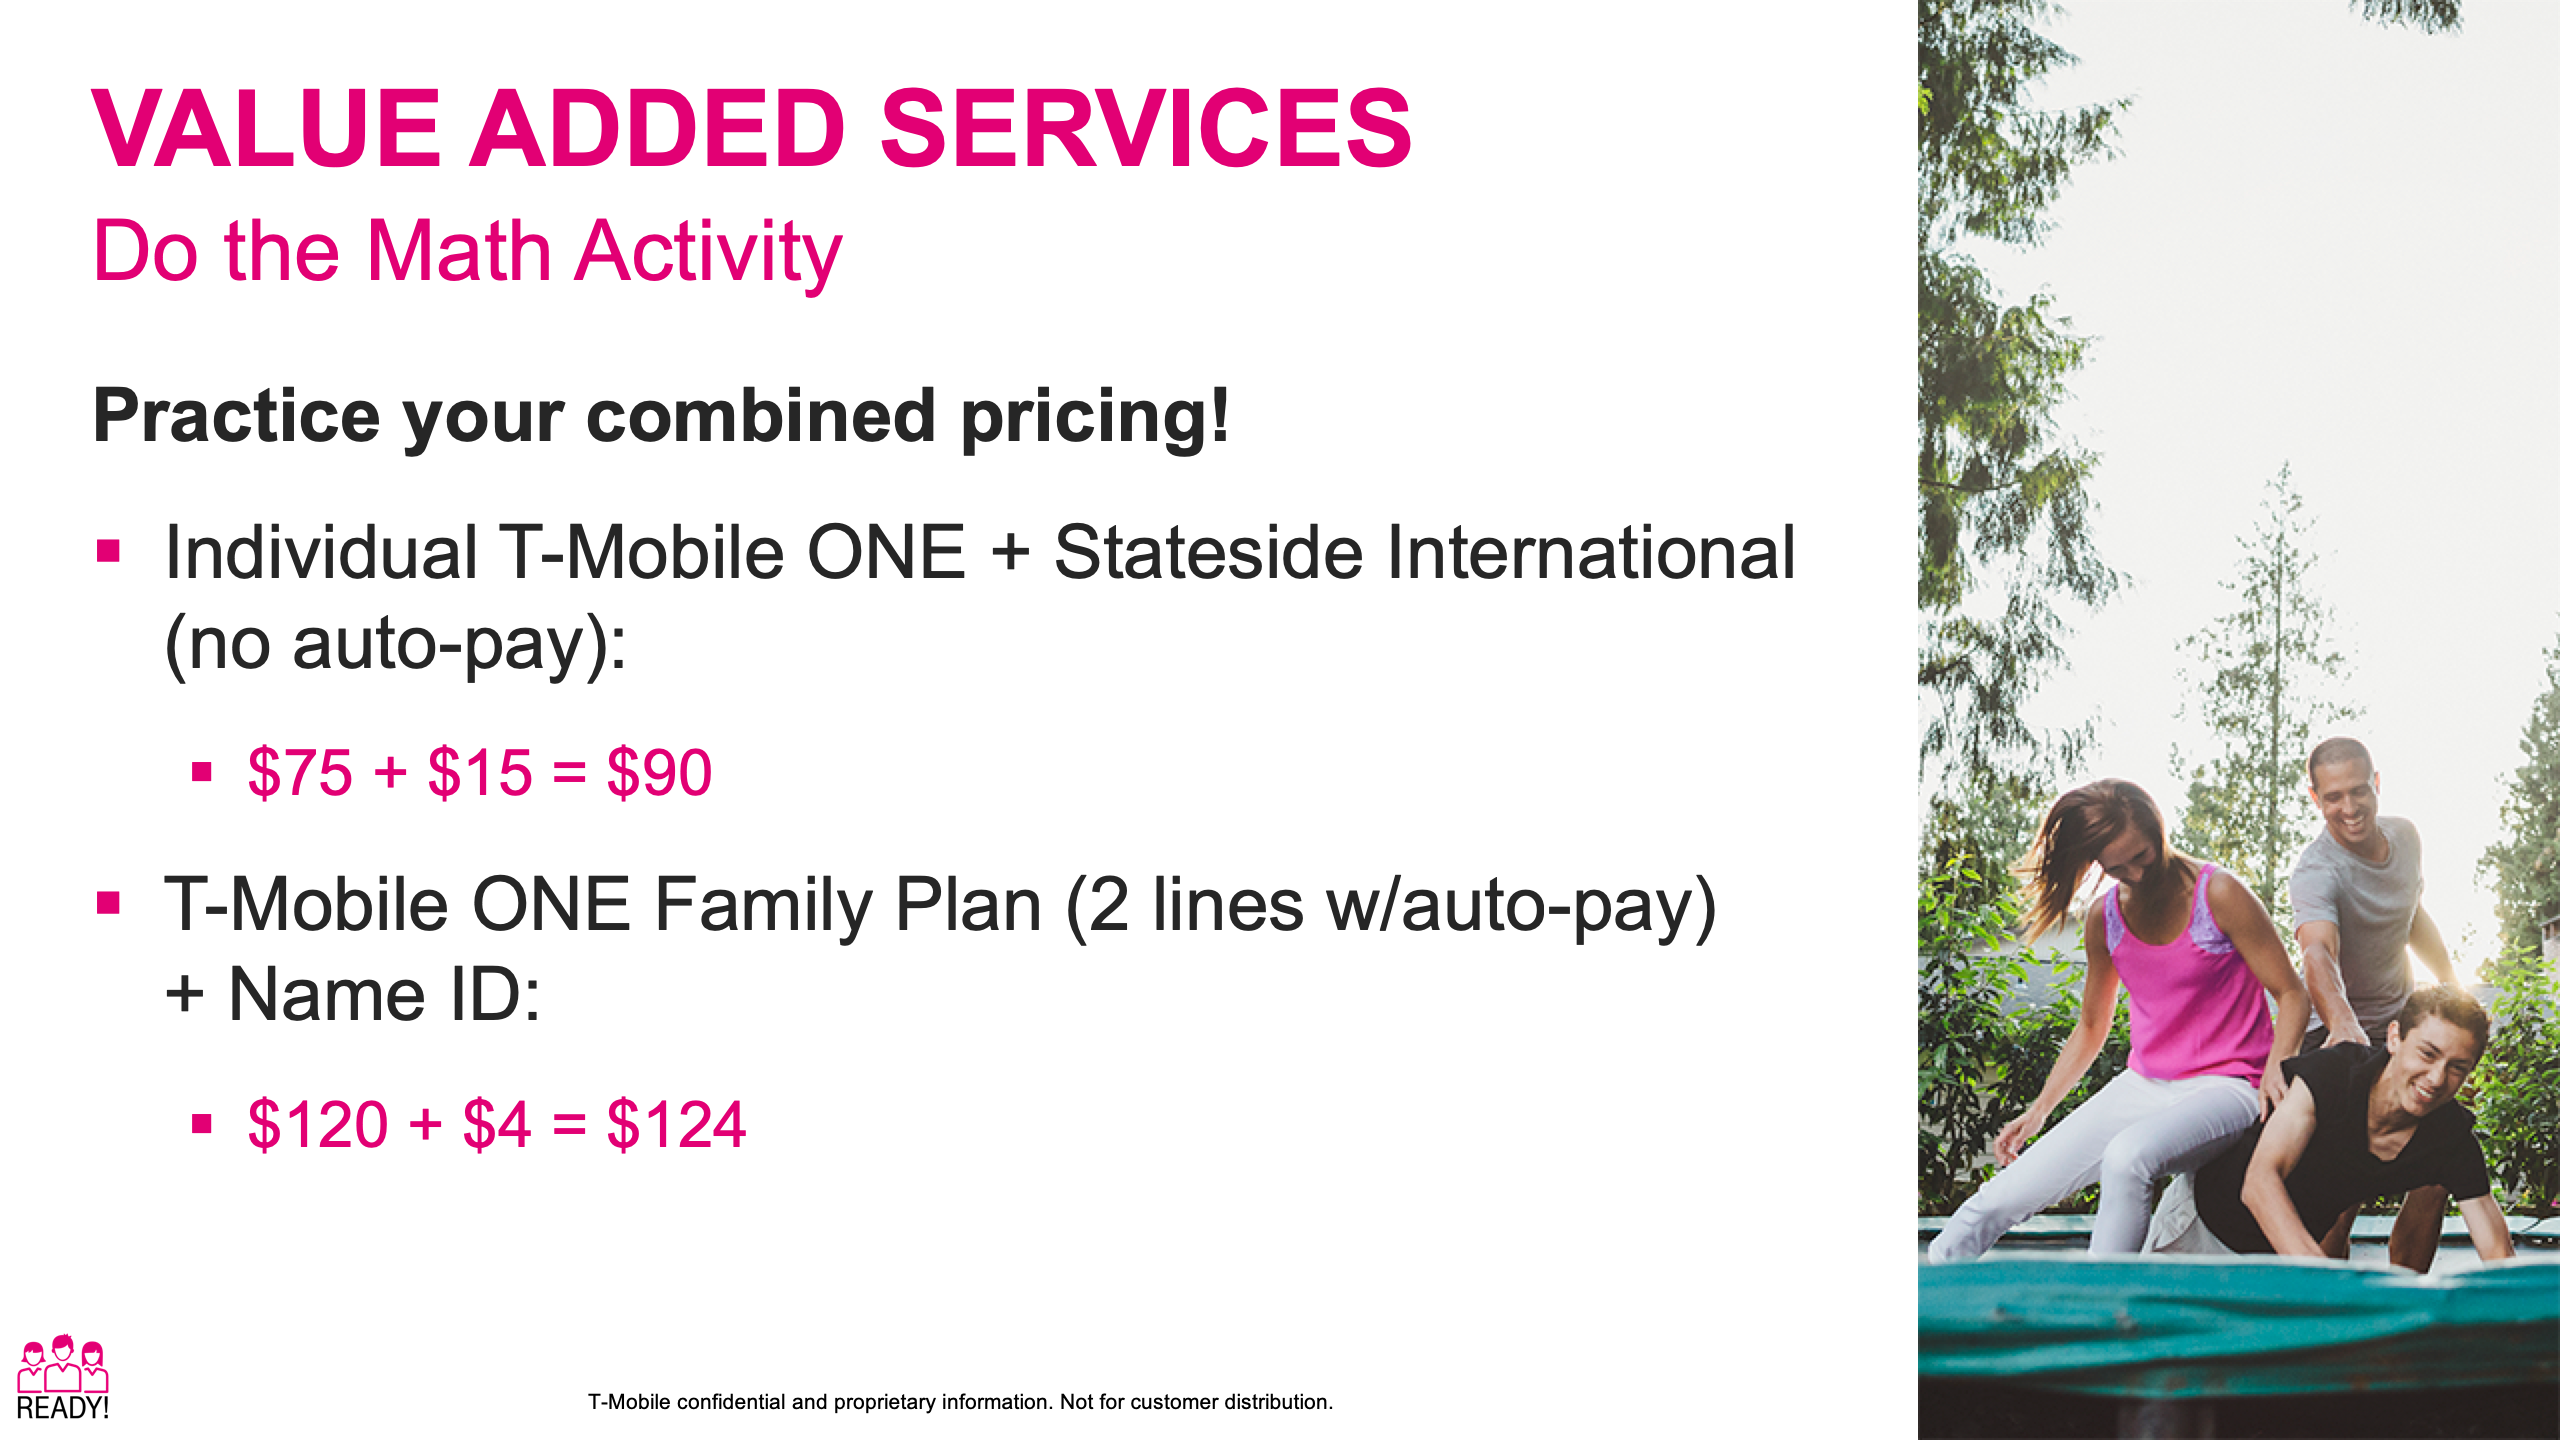 VALUE ADDED SERVICES
Do the Math Activity
Practice your combined pricing!
▪ Individual T-Mobile ONE + Stateside International
(no auto-pay):
▪ $75 + $15 = $90
▪ T-Mobile ONE Family Plan (2 lines w/auto-pay)
+ Name ID:
▪ $120 + $4 = $124
READY!
T-Mobile confidential and proprietary information. Not for customer distribution.